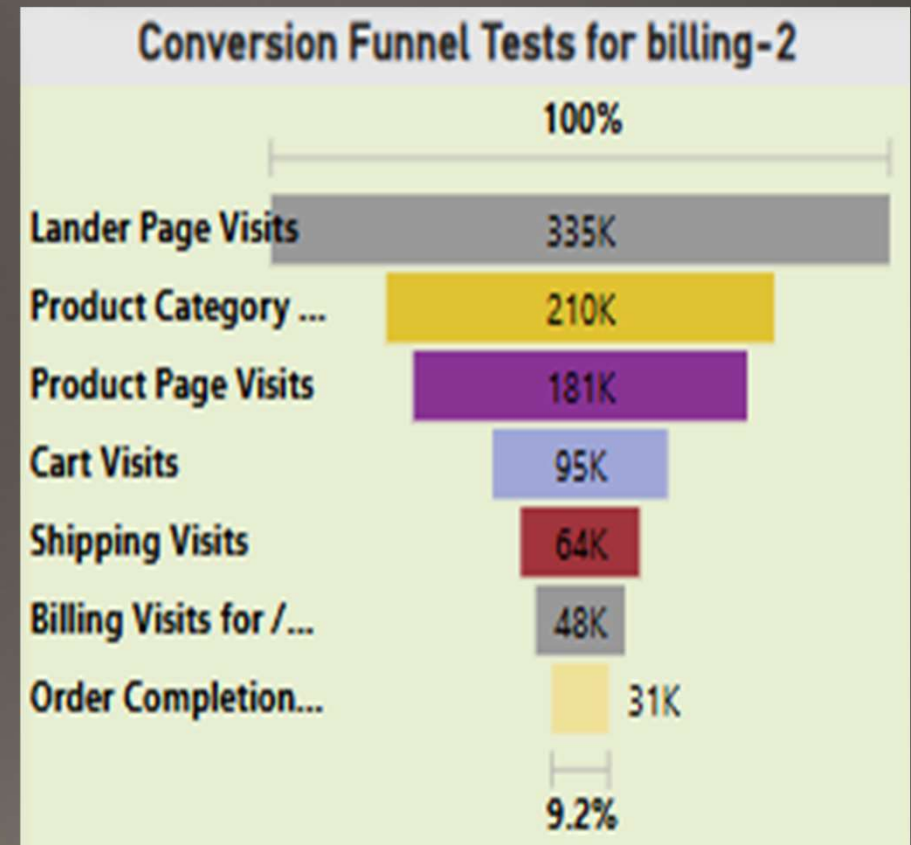 Conversion Funnel Tests for billing-2
100%
Lander Page Visits 335K
Product Category ... 210K
Product Page Visits 181K
Cart Visits 95K
Shipping Visits 64K
Billing Visits for /... 48K
Order Completion... 31K
9.2%